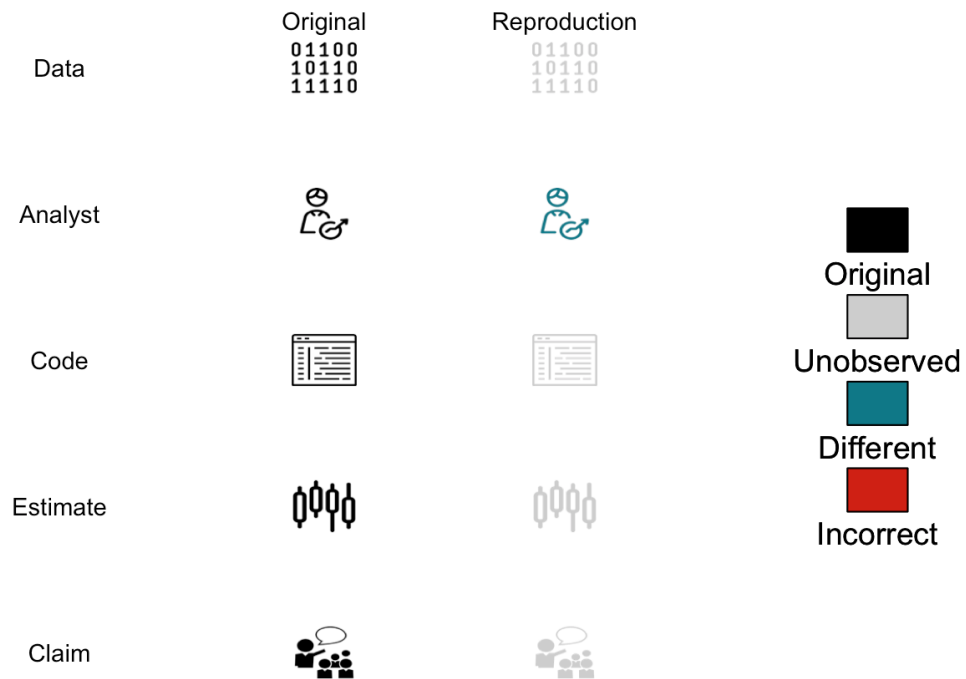 Original Reproduction
Data
01100 01100
10110 10110
11110 11110
Analyst
Original
Unobserved
Code
Different
Estimate
Incorrect
Claim